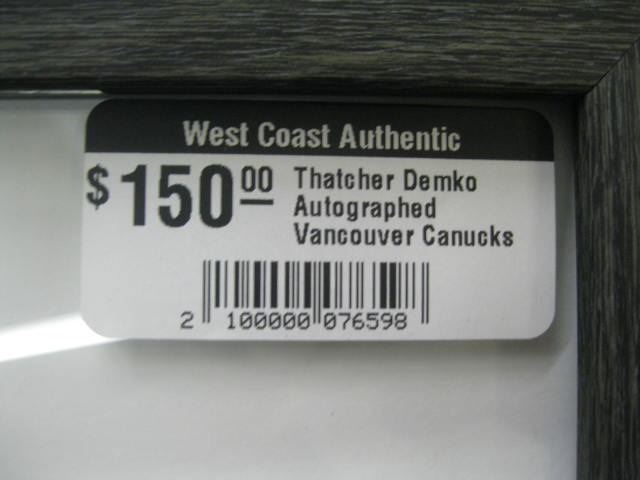 West Coast Authentic
$150 00 Thatcher Demko
Autographed
Vancouver Canucks
2 100000 076598